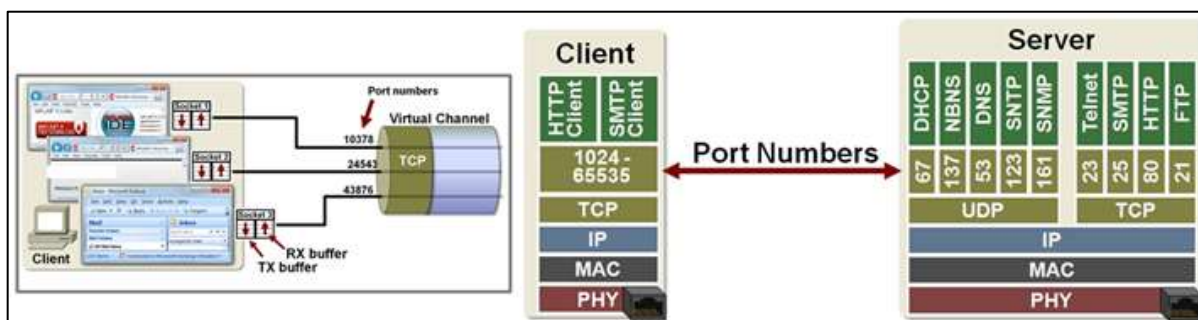 Socket 1
Socket 2
Socket 3
Port numbers
10378
24543
43876
Virtual Channel
TCP
IDE
Client
RX buffer
TX buffer
Client
HTTP Client
SMTP Client
1024 -
65535
TCP
IP
MAC
PHY
Port Numbers
Server
DHCP
NBNS
DNS
SNTP
SNMP
Telnet
SMTP
HTTP
FTP
67
137
53
123
161
23
25
80
21
UDP
TCP
IP
MAC
PHY